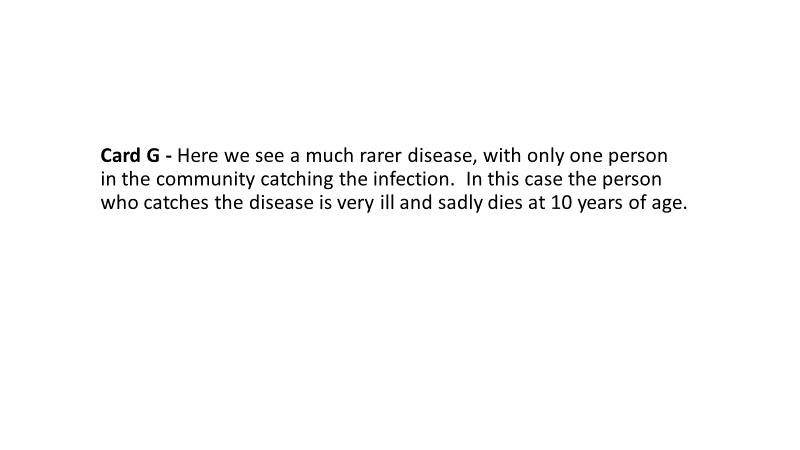 Card G - Here we see a much rarer disease, with only one person
in the community catching the infection.  In this case the person
who catches the disease is very ill and sadly dies at 10 years of age.